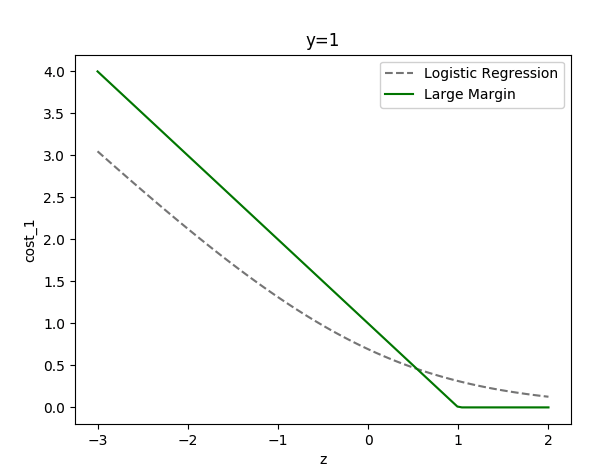 y=1
Logistic Regression
Large Margin
cost_1
4.0
3.5
3.0
2.5
2.0
1.5
1.0
0.5
0.0
−3 −2 −1 0 1 2
z